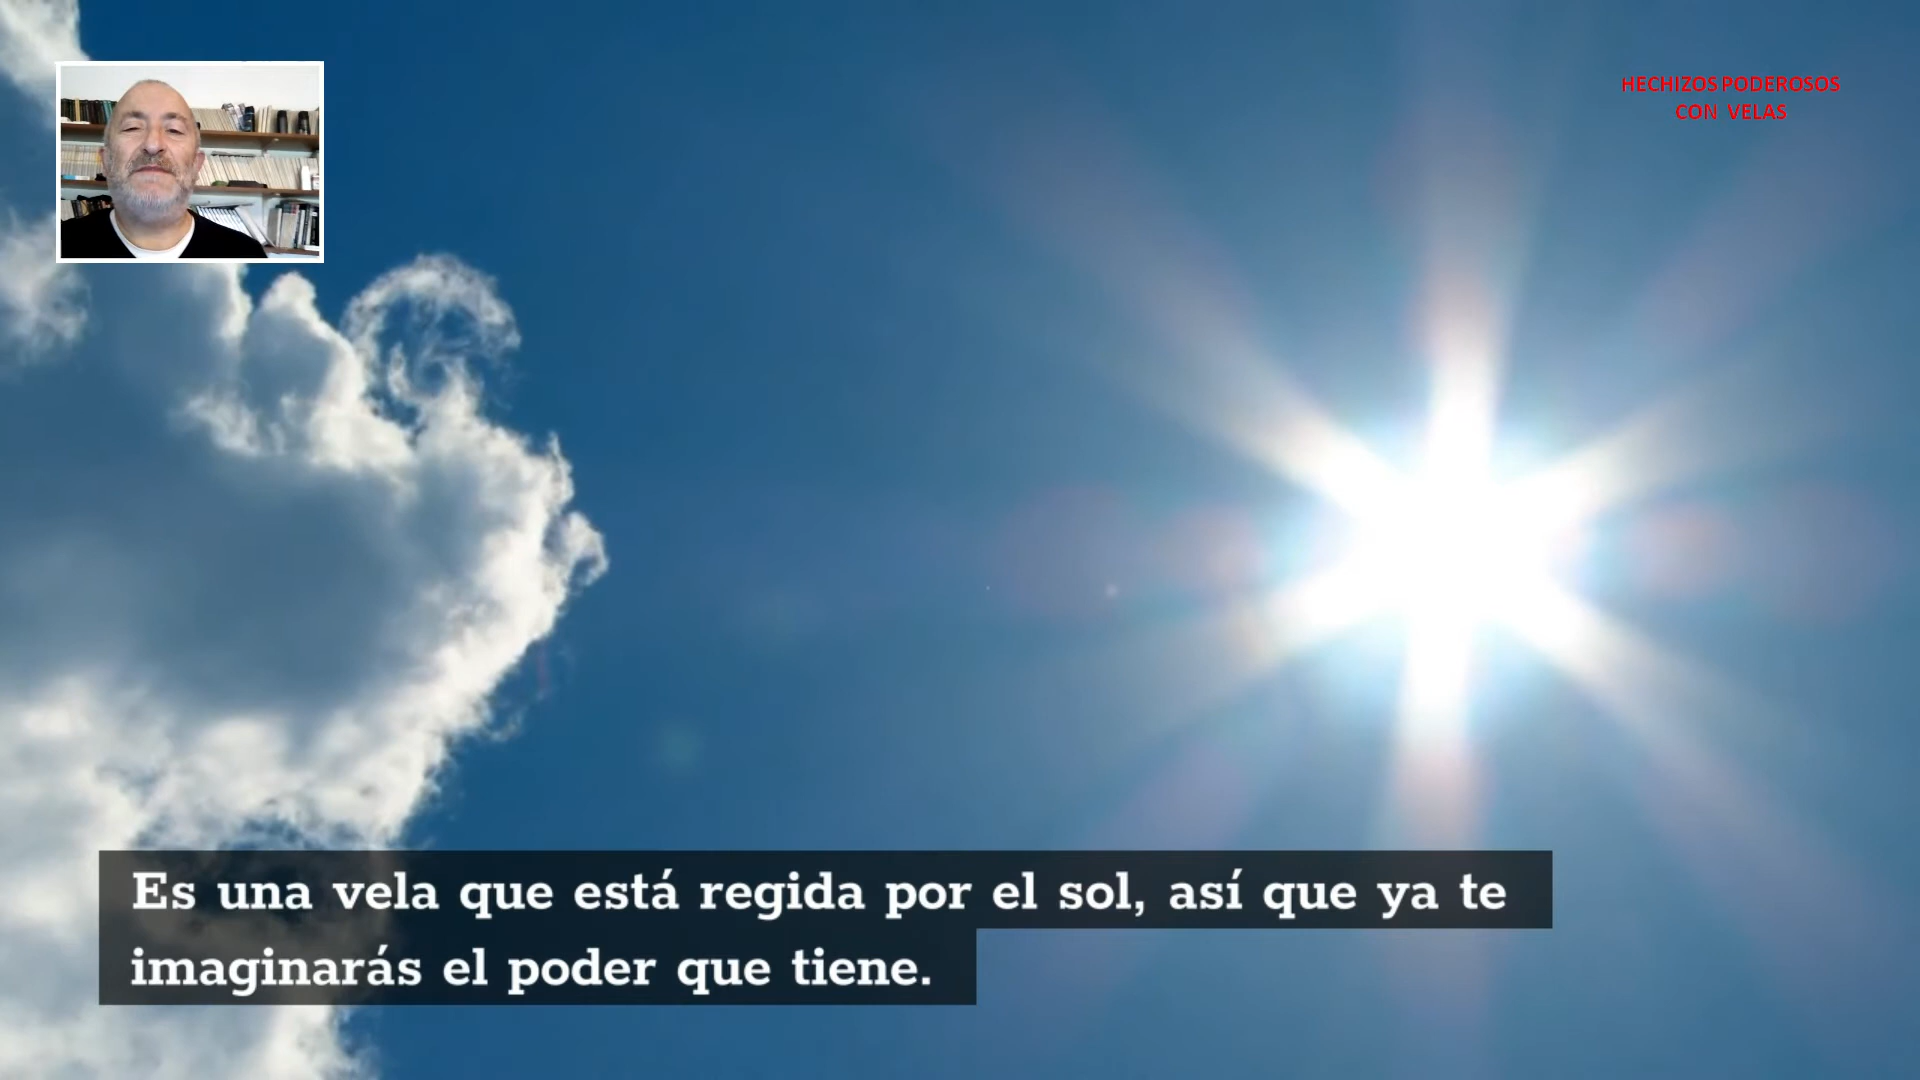 HECHIZOS PODEROSOS
CON VELAS
Es una vela que está regida por el sol, así que ya te
imaginarás el poder que tiene.